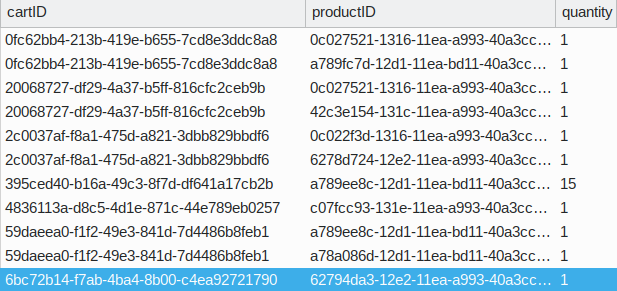 cartID productID quantity
0fc62bb4-213b-419e-b655-7cd8e3ddc8a8 0c027521-1316-11ea-a993-40a3cc... 1
0fc62bb4-213b-419e-b655-7cd8e3ddc8a8 a789fc7d-12d1-11ea-bd11-40a3cc... 1
20068727-df29-4a37-b5ff-816cfc2ceb9b 0c027521-1316-11ea-a993-40a3cc... 1
20068727-df29-4a37-b5ff-816cfc2ceb9b 42c3e154-131c-11ea-a993-40a3cc... 1
2c0037af-f8a1-475d-a821-3dbb829bbdf6 0c022f3d-1316-11ea-a993-40a3cc... 1
2c0037af-f8a1-475d-a821-3dbb829bbdf6 6278d724-12e2-11ea-a993-40a3cc... 1
395ced40-b16a-49c3-8f7d-df641a17cb2b a789ee8c-12d1-11ea-bd11-40a3cc... 15
4836113a-d8c5-4d1e-871c-44e789eb0257 c07fcc93-131e-11ea-a993-40a3cc... 1
59daeea0-f1f2-49e3-841d-7d4486b8feb1 a789ee8c-12d1-11ea-bd11-40a3cc... 1
59daeea0-f1f2-49e3-841d-7d4486b8feb1 a78a086d-12d1-11ea-bd11-40a3cc... 1
6bc72b14-f7ab-4ba4-8b00-c4ea92721790 62794da3-12e2-11ea-a993-40a3cc... 1